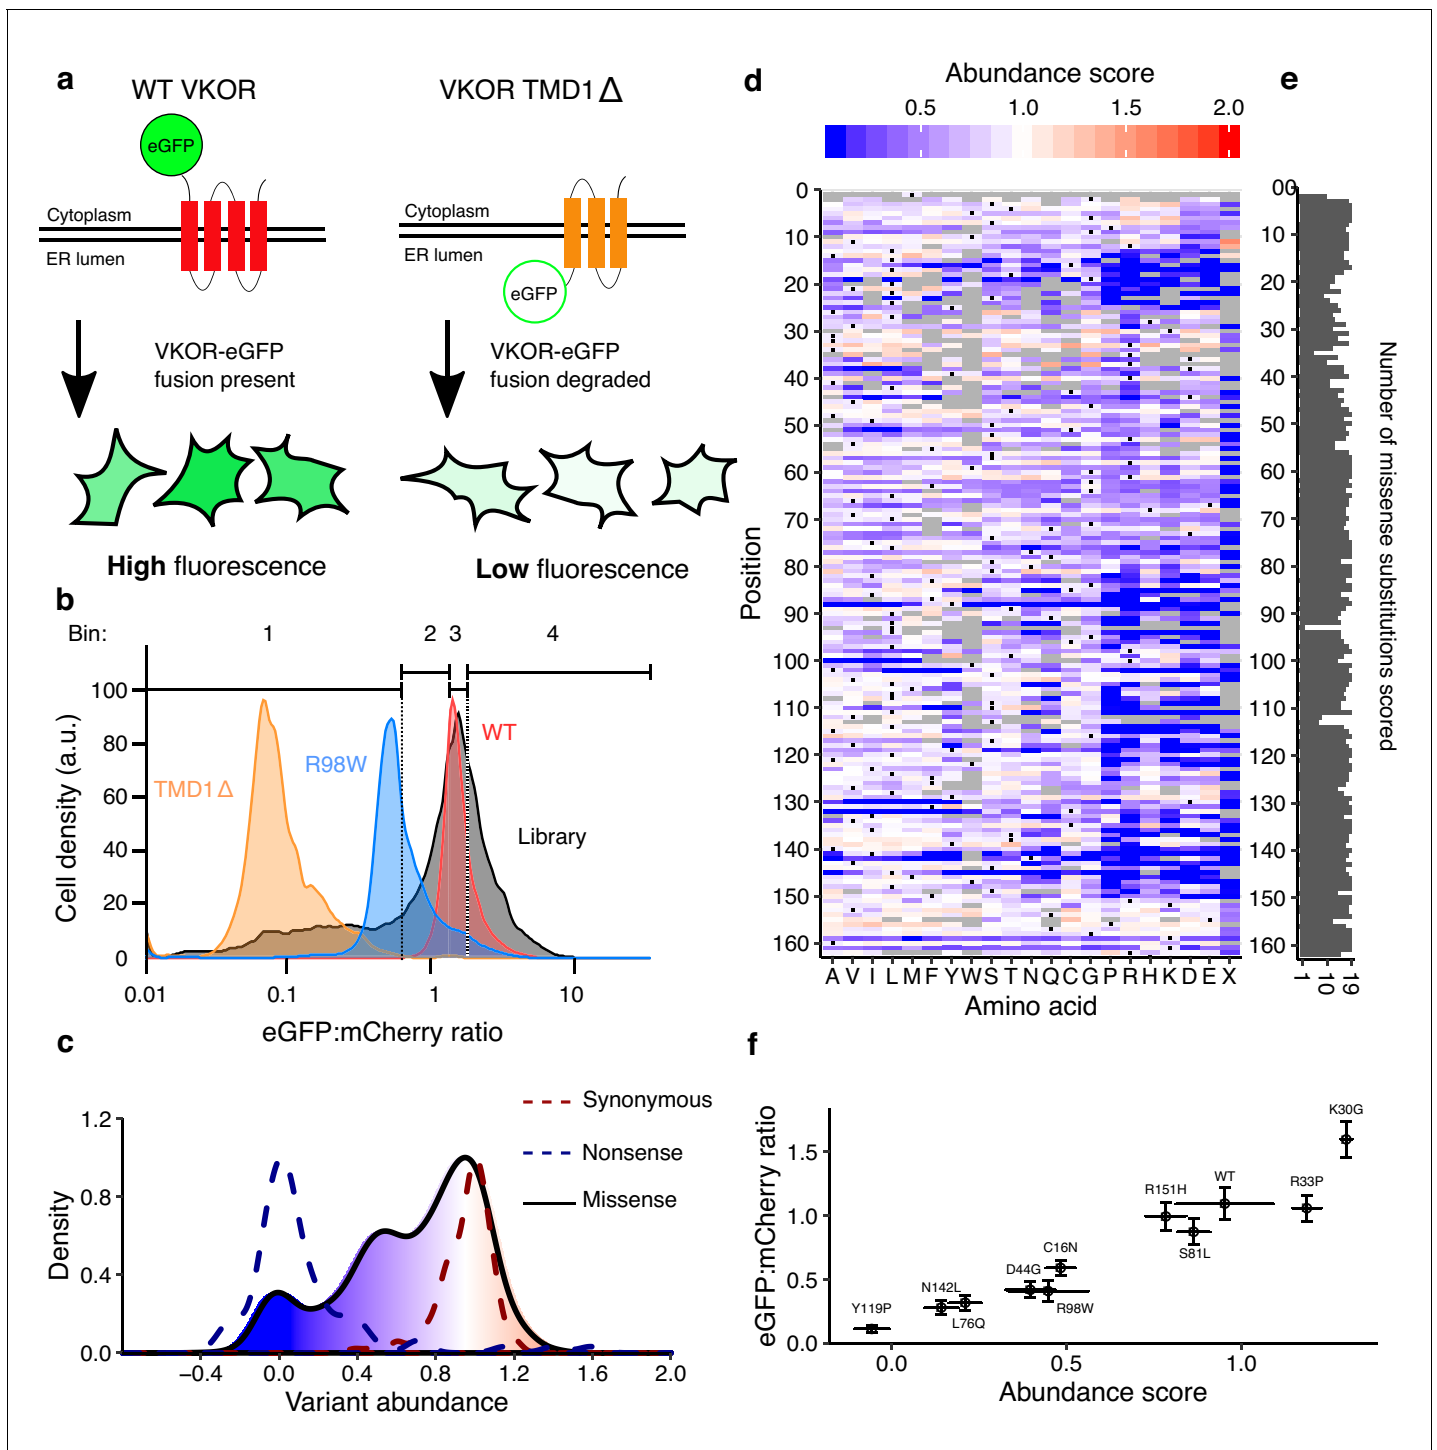 a
WT VKOR
VKOR TMD1 Δ
eGFP
Cytoplasm
ER lumen
Cytoplasm
ER lumen
eGFP
VKOR-eGFP
fusion present
VKOR-eGFP
fusion degraded
High fluorescence
Low fluorescence
b
Bin:
1
2
3
4
100
80
60
40
20
0
Cell density (a.u.)
TMD1 Δ
R98W
WT
Library
0.01
0.1
1
10
eGFP:mCherry ratio
c
Synonymous
Nonsense
Missense
1.2
0.8
0.4
0.0
Density
−0.4
0.0
0.4
0.8
1.2
1.6
2.0
Variant abundance
d
Abundance score
0.5
1.0
1.5
2.0
0
10
20
30
40
50
60
70
80
90
100
110
120
130
140
150
160
Position
A V I L M F Y W S T N Q C G P R H K D E X
Amino acid
e
00
10
20
30
40
50
60
70
80
90
100
110
120
130
140
150
160
Number of missense substitutions scored
1
10
19
f
eGFP:mCherry ratio
1.5
1.0
0.5
0.0
K30G
R151H
WT
R33P
S81L
C16N
D44G
R98W
N142L
L76Q
Y119P
0.0
0.5
1.0
Abundance score